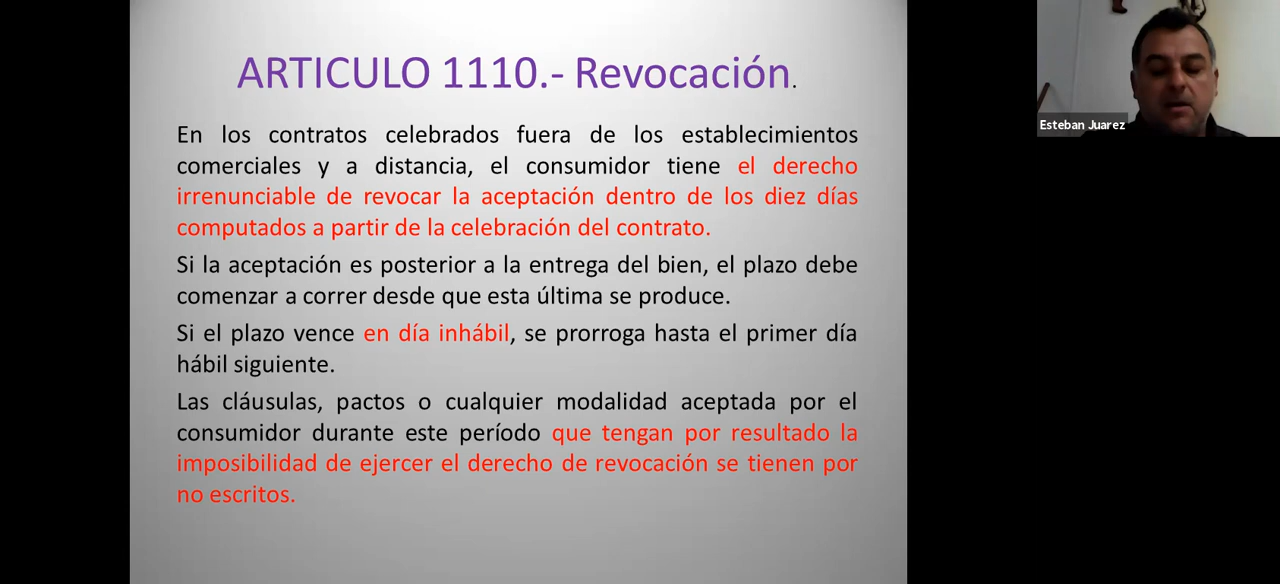 ARTICULO 1110.- Revocación.
En los contratos celebrados fuera de los establecimientos
comerciales y a distancia, el consumidor tiene el derecho
irrenunciable de revocar la aceptación dentro de los diez días
computados a partir de la celebración del contrato.
Si la aceptación es posterior a la entrega del bien, el plazo debe
comenzar a correr desde que esta última se produce.
Si el plazo vence en día inhábil, se prorroga hasta el primer día
hábil siguiente.
Las cláusulas, pactos o cualquier modalidad aceptada por el
consumidor durante este período que tengan por resultado la
imposibilidad de ejercer el derecho de revocación se tienen por
no escritos.
Esteban Juarez